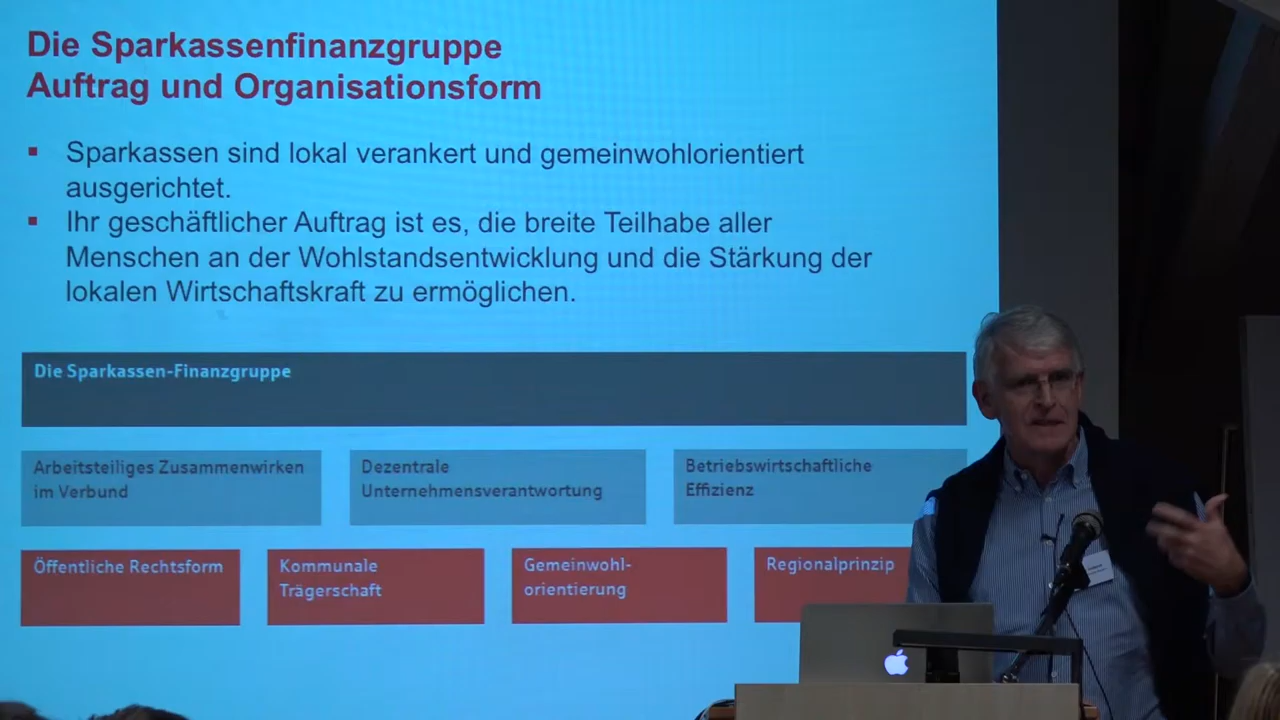 Die Sparkassenfinanzgruppe
Auftrag und Organisationsform
▪ Sparkassen sind lokal verankert und gemeinwohlorientiert
ausgerichtet.
▪ Ihr geschäftlicher Auftrag ist es, die breite Teilhabe aller
Menschen an der Wohlstandsentwicklung und die Stärkung der
lokalen Wirtschaftskraft zu ermöglichen.
Die Sparkassen-Finanzgruppe
Arbeitsteiliges Zusammenwirken
im Verbund
Dezentrale
Unternehmensverantwortung
Betriebswirtschaftliche
Effizienz
Öffentliche Rechtsform
Kommunale
Trägerschaft
Gemeinwohl-
orientierung
Regionalprinzip